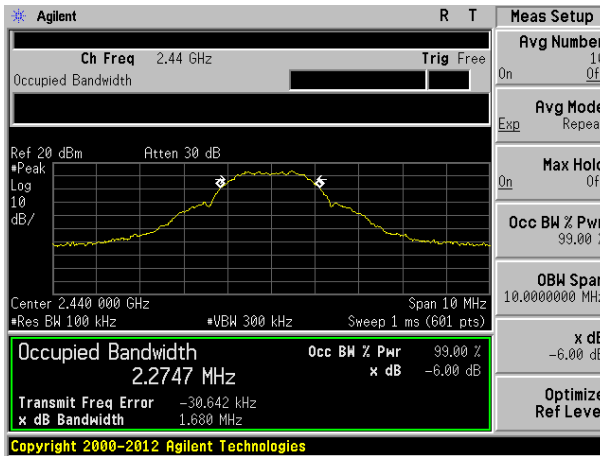 Agilent R T
Meas Setup
Ch Freq 2.44 GHz Trig Free
Occupied Bandwidth
Avg Number
On
Avg Mode
Exp Repea
Max Hold
On
Occ BW % Pwr
99.00 %
OBW Span
10.0000000 MHz
x dB
-6.00 dB
Optimize
Ref Level
Ref 20 dBm Atten 30 dB
#Peak
Log
10
dB/
Center 2.440 000 GHz Span 10 MHz
#Res BW 100 kHz #VBW 300 kHz Sweep 1 ms (601 pts)
Occupied Bandwidth Occ BW % Pwr 99.00 %
2.2747 MHz x dB -6.00 dB
Transmit Freq Error -30.642 kHz
x dB Bandwidth 1.680 MHz
Copyright 2000-2012 Agilent Technologies